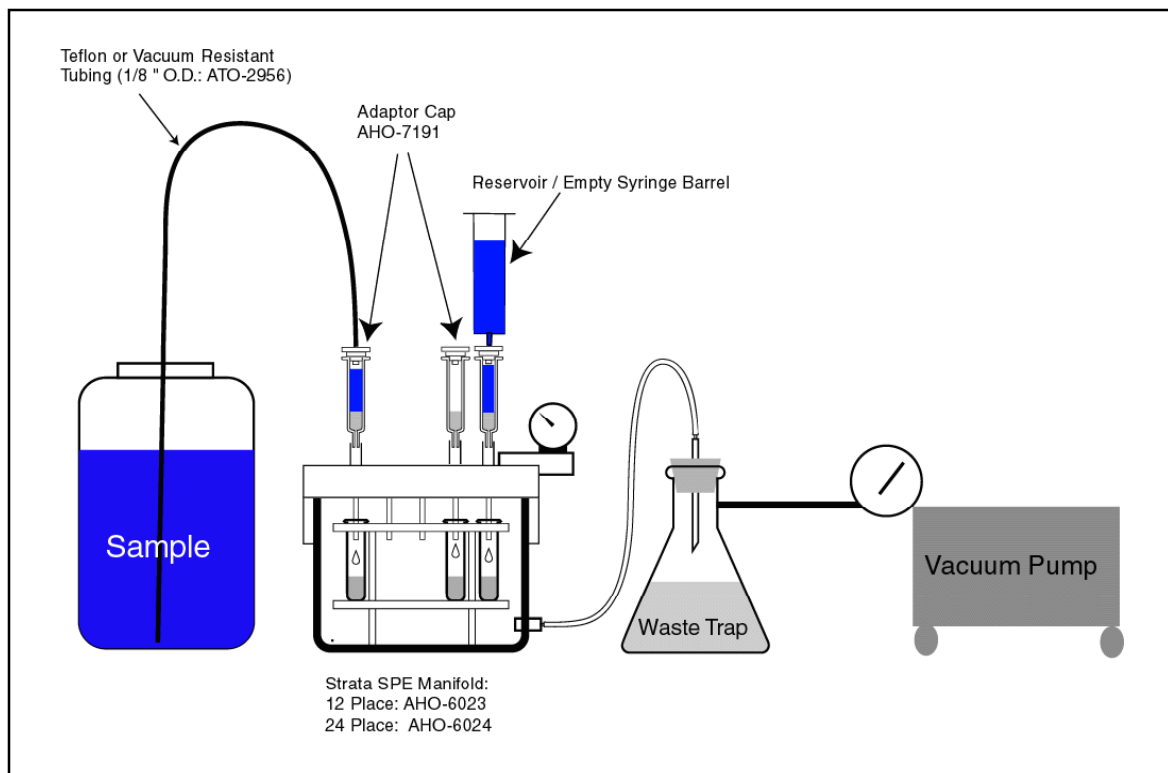 Teflon or Vacuum Resistant
Tubing (1/8 " O.D.: ATO-2956)
Adaptor Cap
AHO-7191
Reservoir / Empty Syringe Barrel
Sample
Waste Trap
Vacuum Pump
Strata SPE Manifold:
12 Place: AHO-6023
24 Place:  AHO-6024